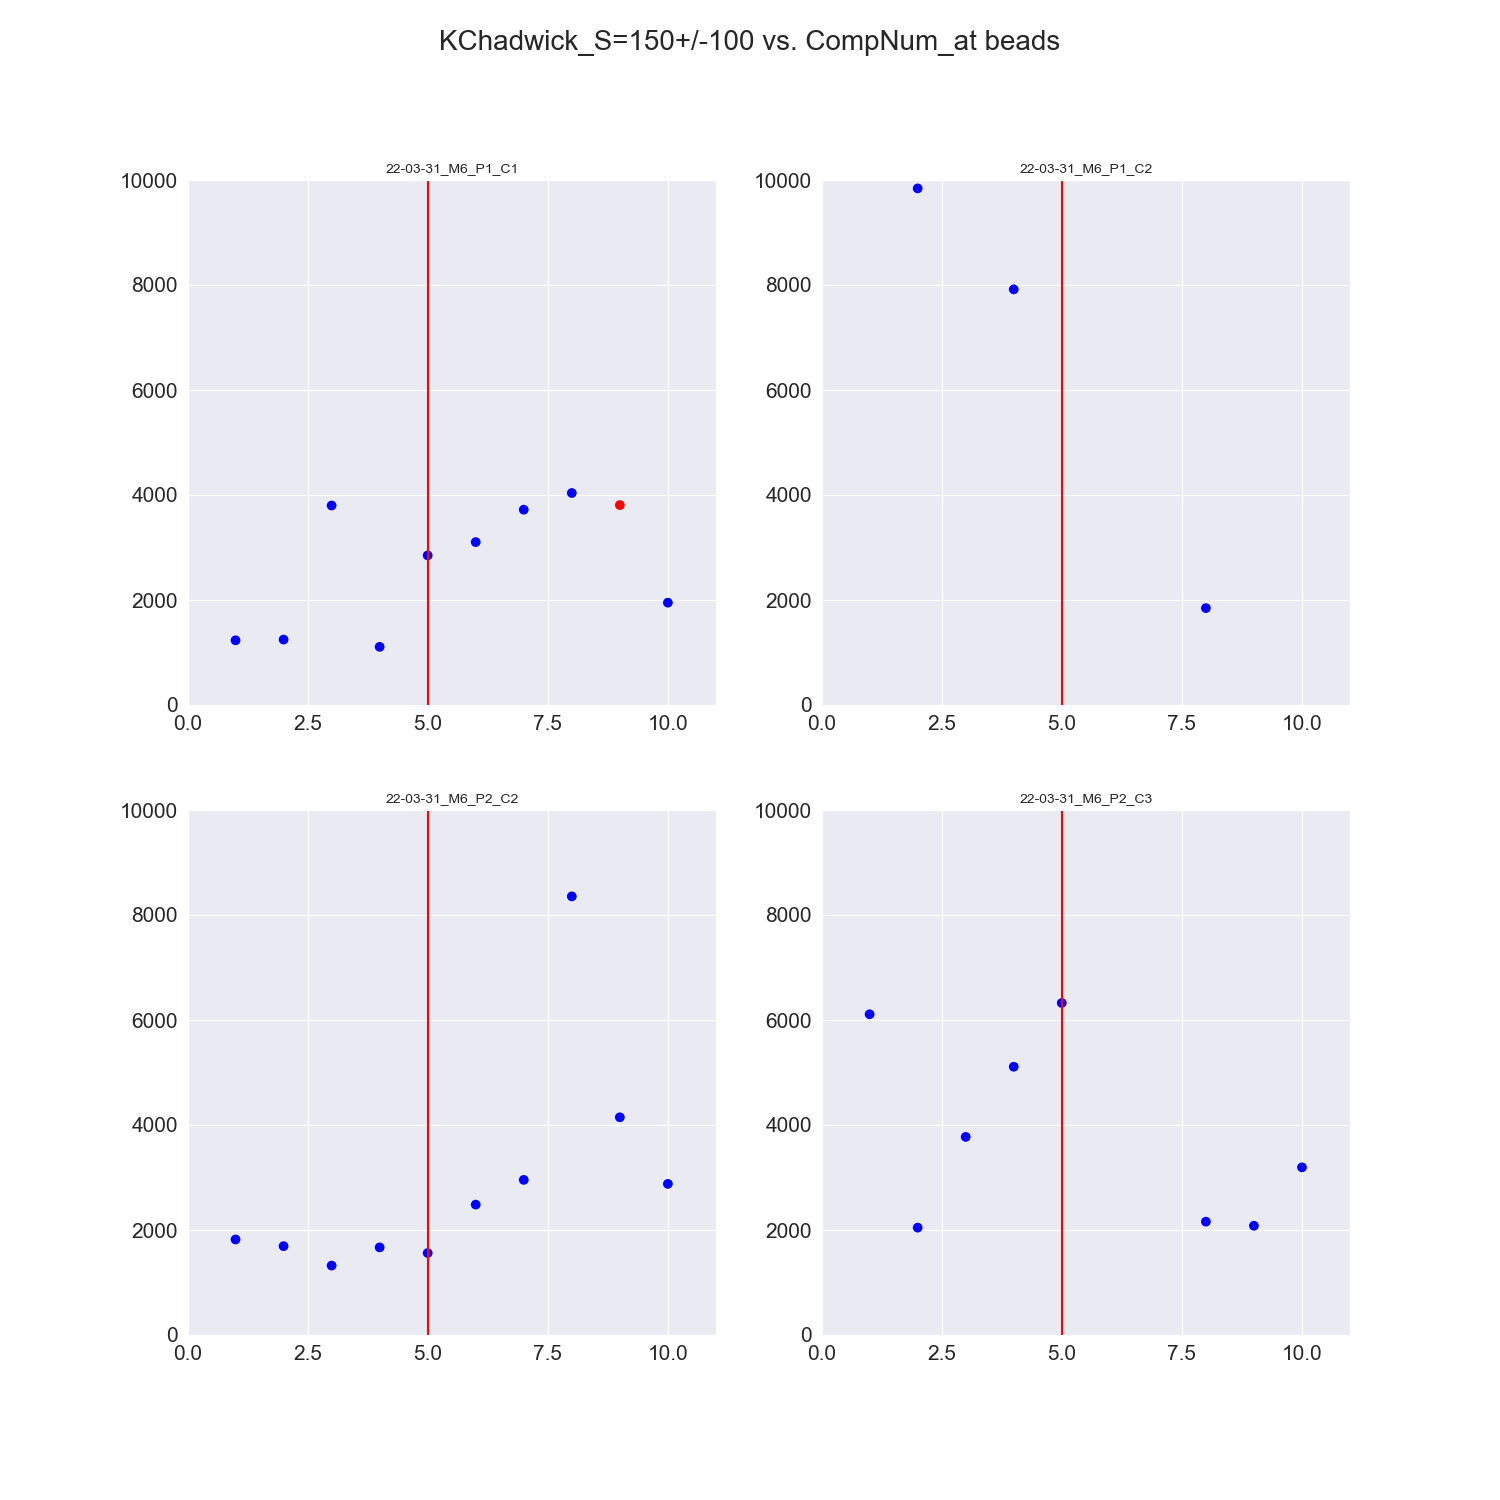 KChadwick_S=150+/-100 vs. CompNum_at beads
22-03-31_M6_P1_C1
10000
8000
6000
4000
2000
0
0.0 2.5 5.0 7.5 10.0
22-03-31_M6_P1_C2
10000
8000
6000
4000
2000
0
0.0 2.5 5.0 7.5 10.0
22-03-31_M6_P2_C2
10000
8000
6000
4000
2000
0
0.0 2.5 5.0 7.5 10.0
22-03-31_M6_P2_C3
10000
8000
6000
4000
2000
0
0.0 2.5 5.0 7.5 10.0